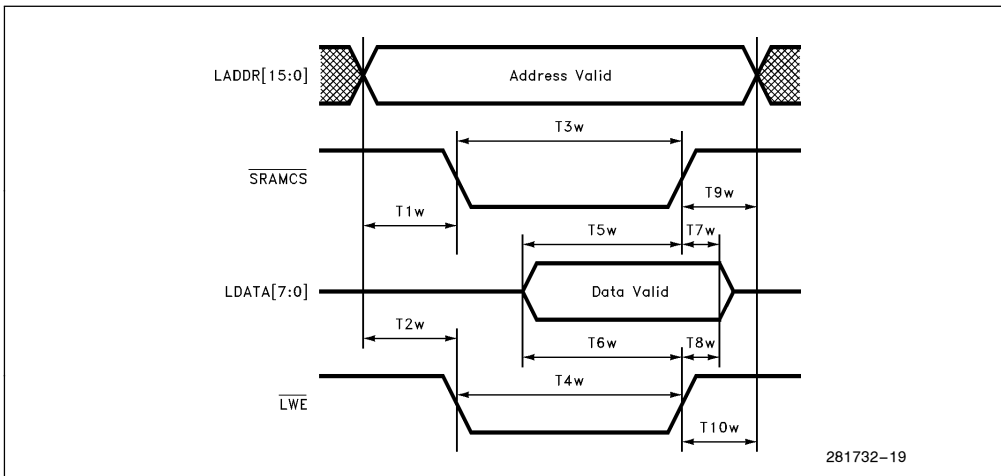 LADDR[15:0]
Address Valid
T3w
SRAMCS
T9w
T1w
T5w
T7w
LDATA[7:0]
Data Valid
T2w
T6w
T8w
T4w
LWE
T10w
281732-19